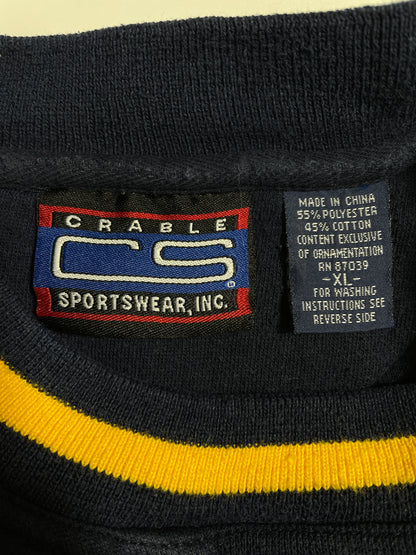 CRABLE
CS
SPORTSWEAR, INC.
MADE IN CHINA
55% POLYESTER
45% COTTON
CONTENT EXCLUSIVE
OF ORNAMENTATION
RN 87039
-XL-
FOR WASHING
INSTRUCTIONS SEE
REVERSE SIDE